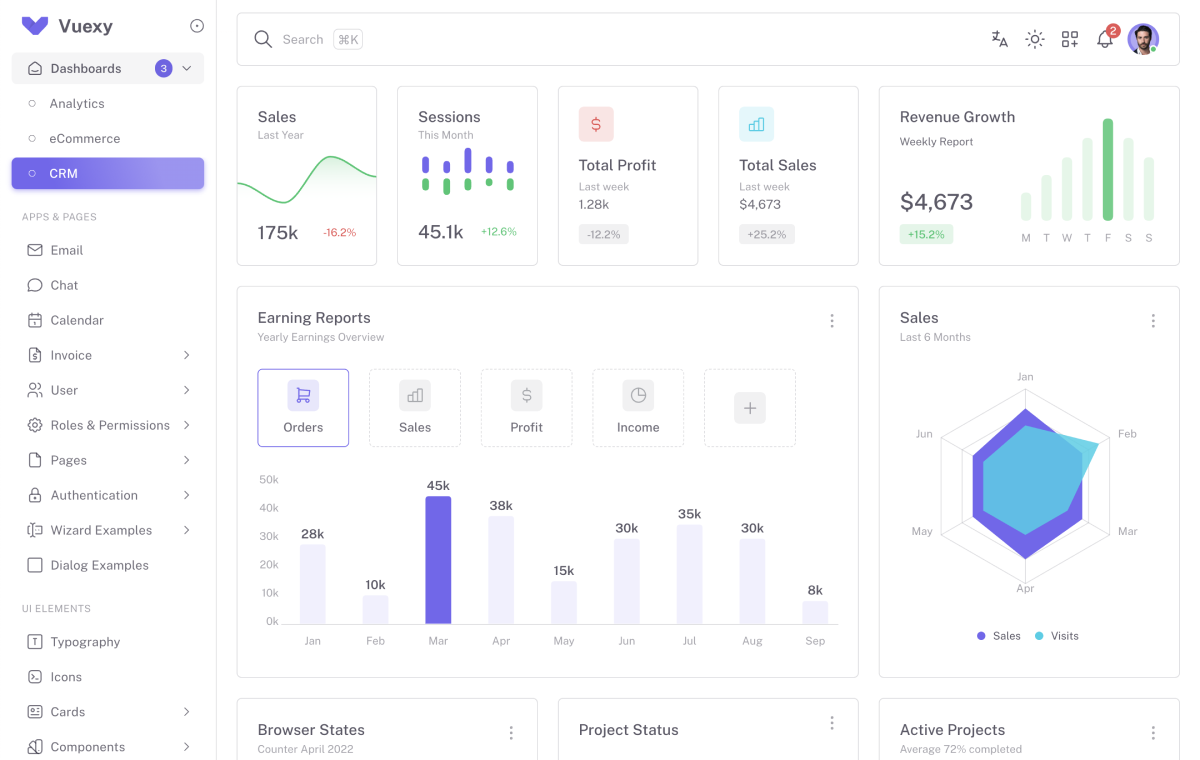 Vuexy
Dashboards 3
Analytics
eCommerce
CRM
APPS & PAGES
Email
Chat
Calendar
Invoice
User
Roles & Permissions
Pages
Authentication
Wizard Examples
Dialog Examples
UI ELEMENTS
Typography
Icons
Cards
Components
Search ⌘K
2
Sales
Last Year
175k -16.2%
Sessions
This Month
45.1k +12.6%
Total Profit
Last week
1.28k
-12.2%
Total Sales
Last week
$4,673
+25.2%
Revenue Growth
Weekly Report
$4,673
+15.2%
M T W T F S S
Earning Reports
Yearly Earnings Overview
Orders Sales Profit Income
50k
40k
30k
20k
10k
0k
28k 10k 45k 38k 15k 30k 35k 30k 8k
Jan Feb Mar Apr May Jun Jul Aug Sep
Sales
Last 6 Months
Jan
Jun Feb
May Mar
Apr
Sales Visits
Browser States
Counter April 2022
Project Status
Active Projects
Average 72% completed